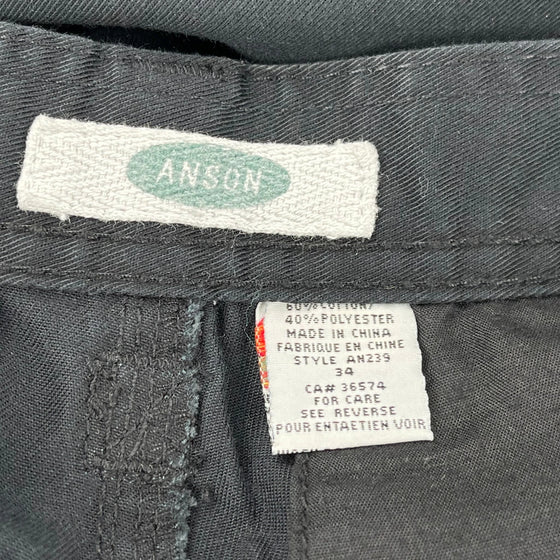 ANSON
60% COTTON/
40% POLYESTER
MADE IN CHINA
FABRIQUE EN CHINE
STYLE AN239
34
CA# 36574
FOR CARE
SEE REVERSE
POUR ENTAETIEN VOIR